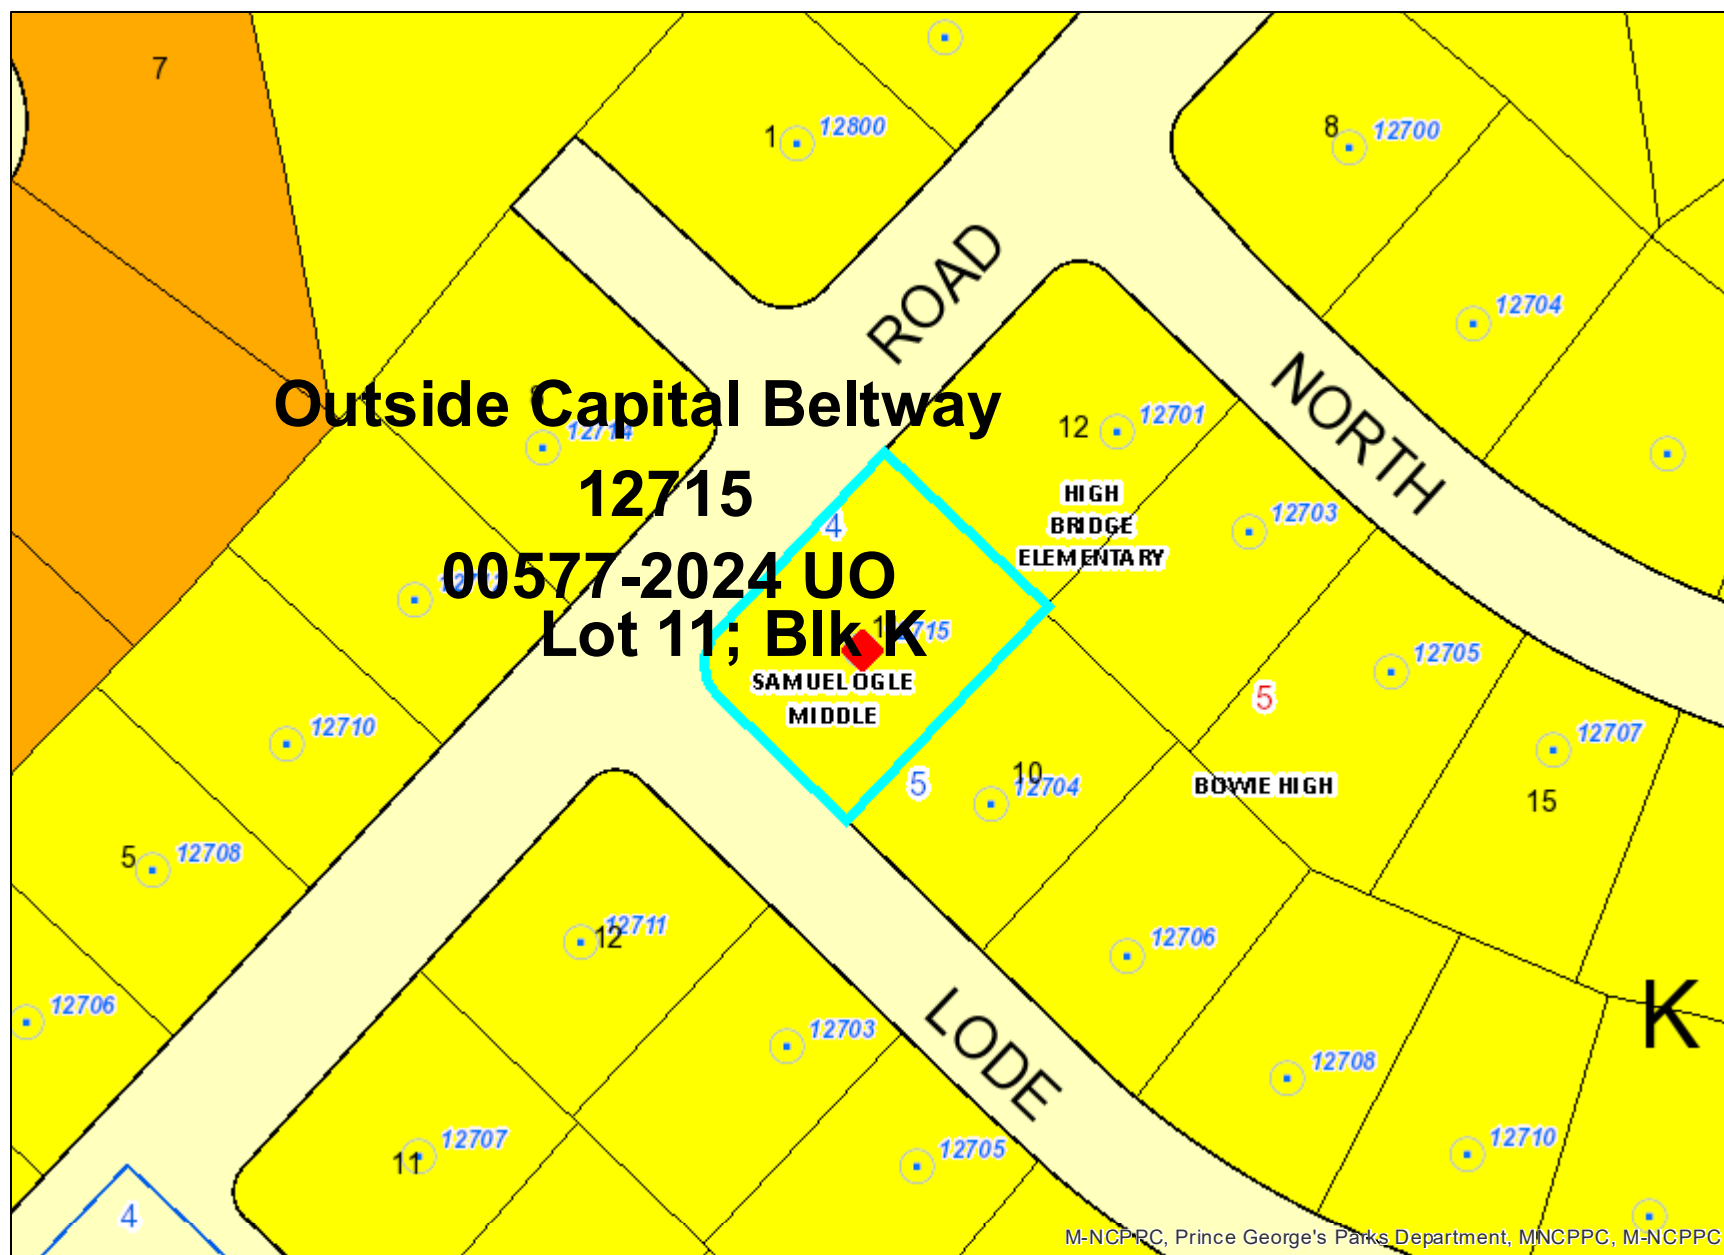 7
1 12800
8 12700
ROAD
12704
NORTH
Outside Capital Beltway
12714
12 12701
12715
HIGH
BRIDGE
ELEMENTARY
4
12703
00577-2024 UO
Lot 11; Blk K
12715
SAMUEL OGLE
MIDDLE
12705
5
12710
12707
5
10
12704
BOWIE HIGH
15
5 12708
12711
12
12706
12706
K
LODE
12703
12708
12707
11
12705
12710
4
M-NCPPC, Prince George's Parks Department, MNCPPC, M-NCPPC